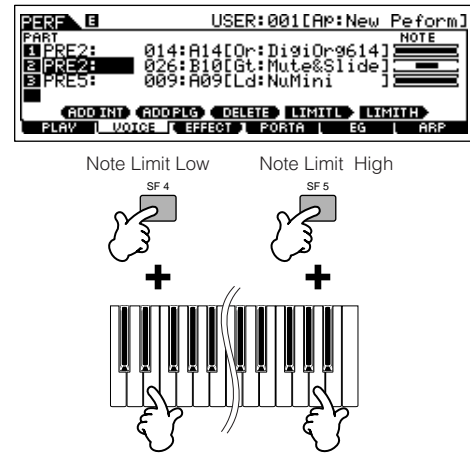 PERF E USER:001[AP:New Peform]
PART NOTE
1 PRE2: 014:A14[Or:DigiOrg614]
2 PRE2: 026:B10[Gt:Mute&Slide]
3 PRE5: 009:A09[Ld:NuMini ]
ADD INT ADD PLG DELETE LIMITL LIMITH
PLAY VOICE EFFECT PORTA EG ARP
Note Limit Low Note Limit High
SF 4 SF 5
+ +